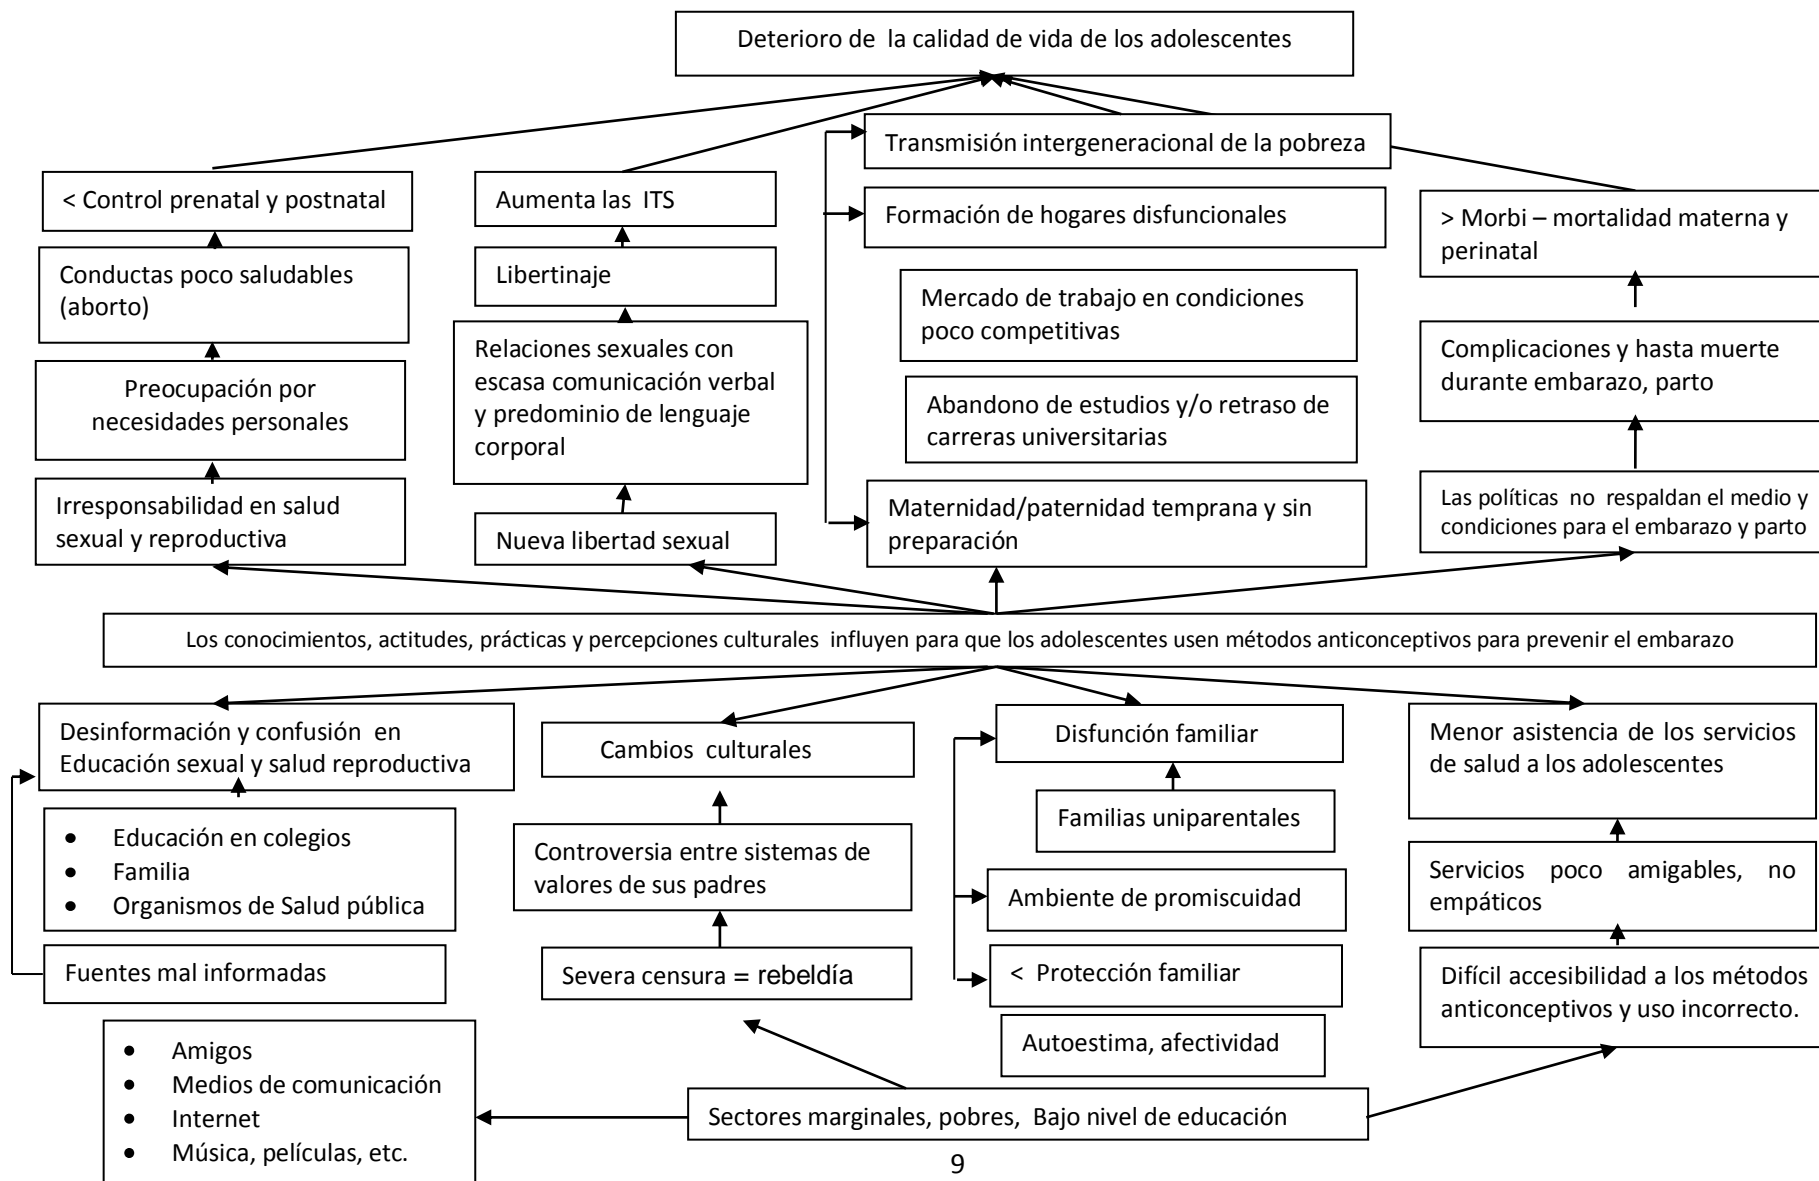 Deterioro de la calidad de vida de los adolescentes
< Control prenatal y postnatal
Conductas poco saludables
(aborto)
Preocupación por
necesidades personales
Irresponsabilidad en salud
sexual y reproductiva
Aumenta las ITS
Libertinaje
Relaciones sexuales con
escasa comunicación verbal
y predominio de lenguaje
corporal
Nueva libertad sexual
Transmisión intergeneracional de la pobreza
Formación de hogares disfuncionales
Mercado de trabajo en condiciones
poco competitivas
Abandono de estudios y/o retraso de
carreras universitarias
Maternidad/paternidad temprana y sin
preparación
> Morbi – mortalidad materna y
perinatal
Complicaciones y hasta muerte
durante embarazo, parto
Las políticas no respaldan el medio y
condiciones para el embarazo y parto
Los conocimientos, actitudes, prácticas y percepciones culturales influyen para que los adolescentes usen métodos anticonceptivos para prevenir el embarazo
Desinformación y confusión en
Educación sexual y salud reproductiva
• Educación en colegios
• Familia
• Organismos de Salud pública
Fuentes mal informadas
• Amigos
• Medios de comunicación
• Internet
• Música, películas, etc.
Cambios culturales
Controversia entre sistemas de
valores de sus padres
Severa censura = rebeldía
Disfunción familiar
Familias uniparentales
Ambiente de promiscuidad
< Protección familiar
Autoestima, afectividad
Sectores marginales, pobres, Bajo nivel de educación
Menor asistencia de los servicios
de salud a los adolescentes
Servicios poco amigables, no
empáticos
Difícil accesibilidad a los métodos
anticonceptivos y uso incorrecto.
9